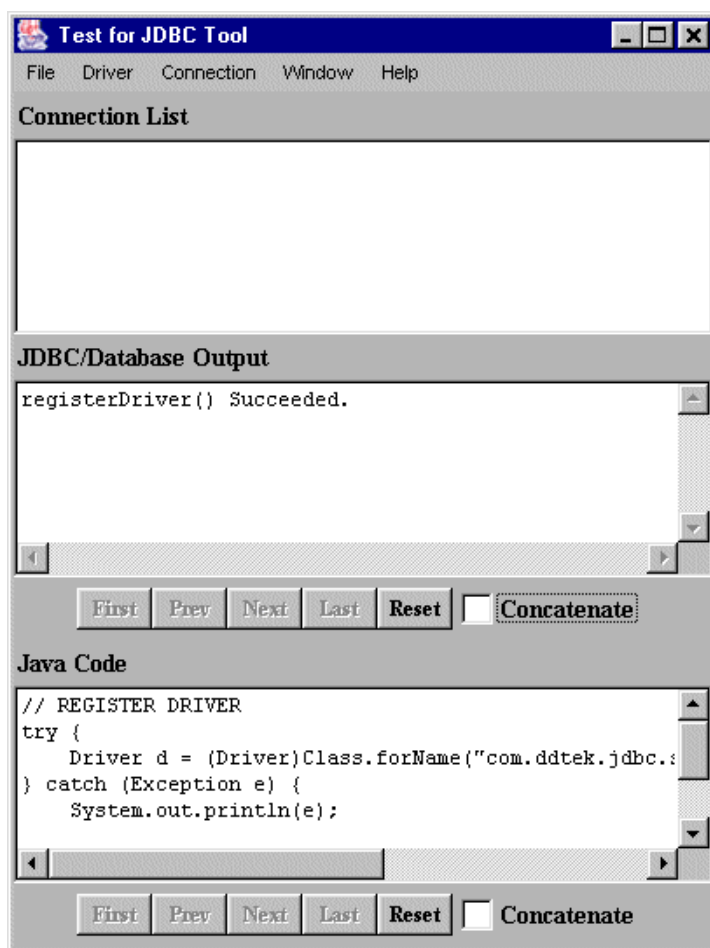 Test for JDBC Tool
File Driver Connection Window Help
Connection List
JDBC/Database Output
registerDriver() Succeeded.
First Prev Next Last Reset Concatenate
Java Code
// REGISTER DRIVER
try {
    Driver d = (Driver)Class.forName("com.ddtek.jdbc.
} catch (Exception e) {
    System.out.println(e);
First Prev Next Last Reset Concatenate